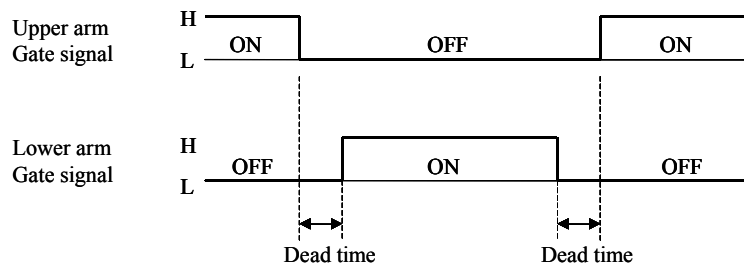 Upper arm
Gate signal
H
L
ON
OFF
ON
Lower arm
Gate signal
H
L
OFF
ON
OFF
Dead time
Dead time